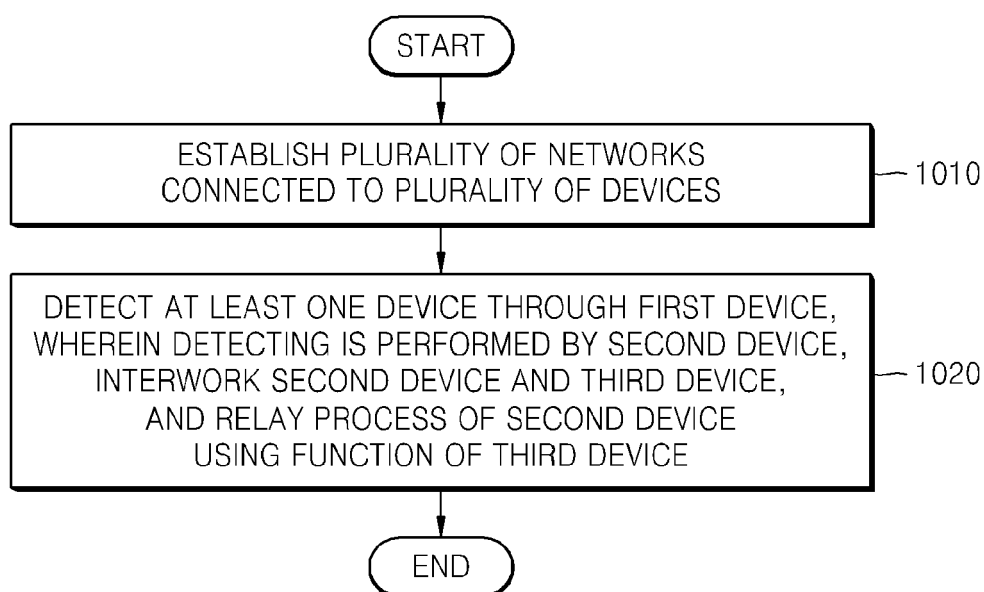 START
ESTABLISH PLURALITY OF NETWORKS
CONNECTED TO PLURALITY OF DEVICES
1010
DETECT AT LEAST ONE DEVICE THROUGH FIRST DEVICE,
WHEREIN DETECTING IS PERFORMED BY SECOND DEVICE,
INTERWORK SECOND DEVICE AND THIRD DEVICE,
AND RELAY PROCESS OF SECOND DEVICE
USING FUNCTION OF THIRD DEVICE
1020
END